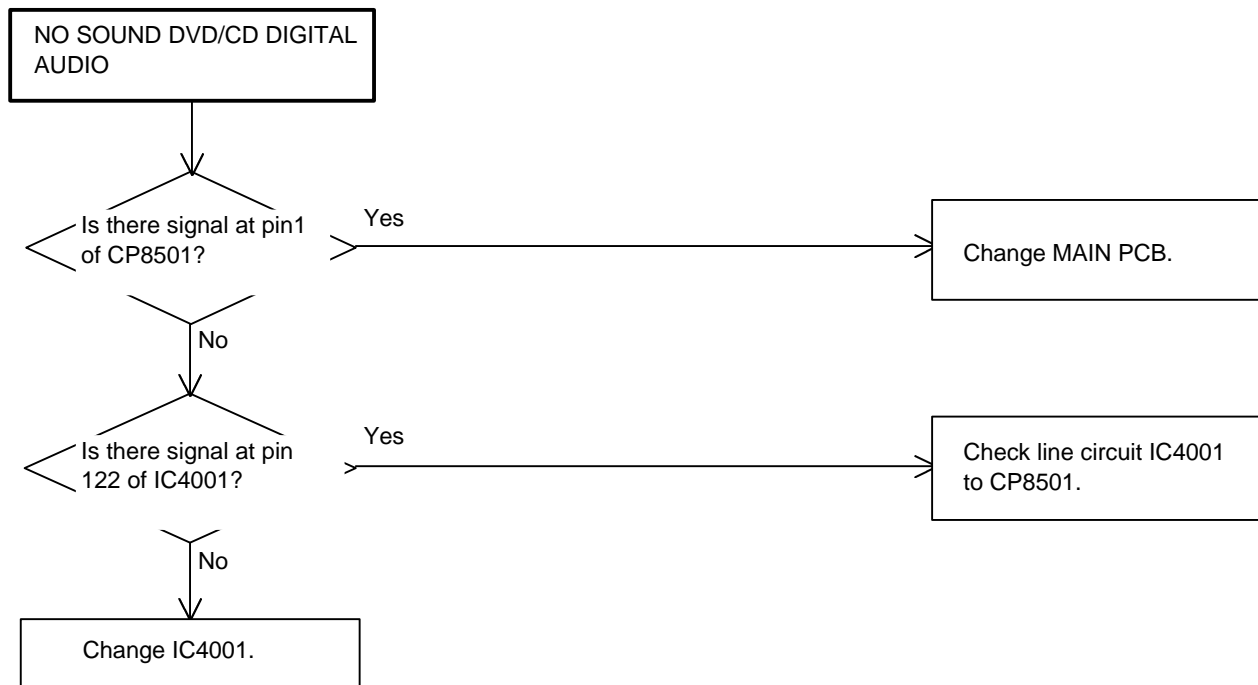 NO SOUND DVD/CD DIGITAL
AUDIO
Is there signal at pin1
of CP8501?
Yes
Change MAIN PCB.
No
Is there signal at pin
122 of IC4001?
Yes
Check line circuit IC4001
to CP8501.
No
Change IC4001.